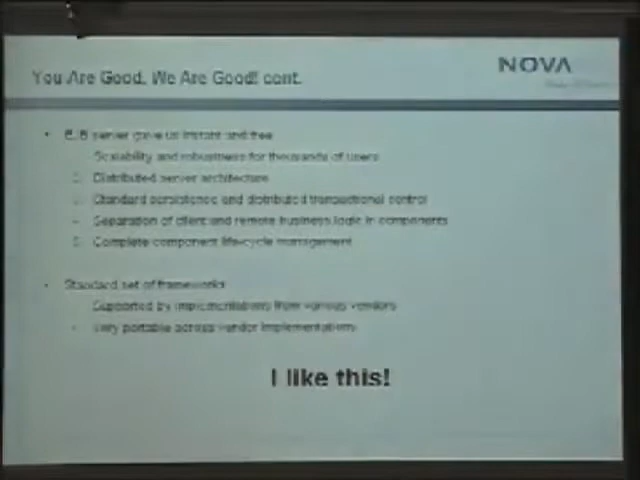 NOVA
You Are Good, We Are Good! cont.
• server gave us instant and free
Scalability and robustness for thousands of users
Distributed server architecture
Standard persistence and distributed transactional control
Separation of client and remote business logic in components
5. Complete component lifecycle management
• Standard set of frameworks
Supported by implementations from various vendors
Very portable across vendor implementations
I like this!